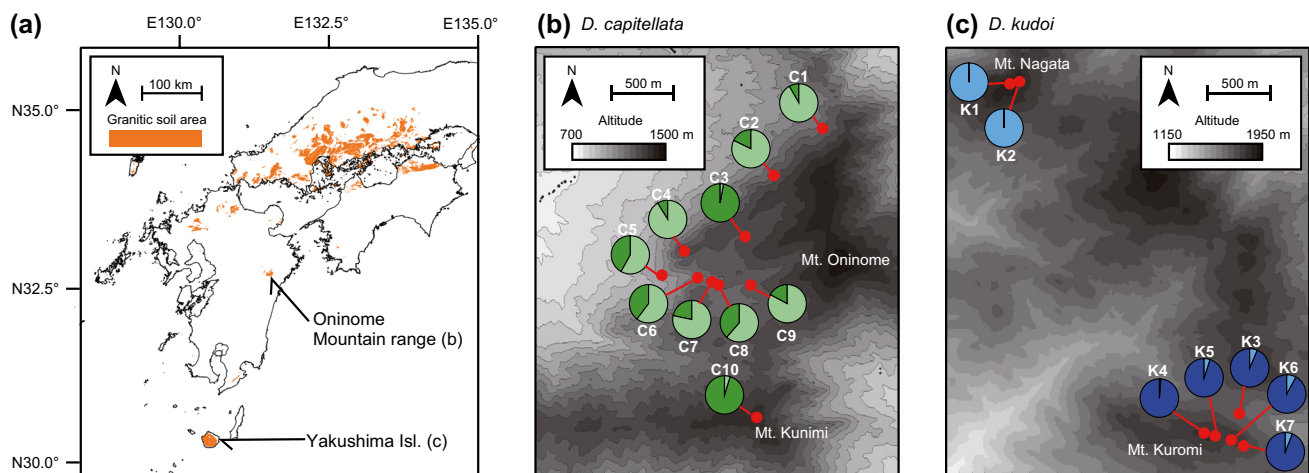 (a)
E130.0°
E132.5°
E135.0°
N35.0°
N32.5°
N30.0°
N
100 km
Granitic soil area
Oninome
Mountain range (b)
Yakushima Isl. (c)
(b) D. capitellata
N
500 m
Altitude
700
1500 m
C1
C2
C3
C4
C5
C6
C7
C8
C9
C10
Mt. Oninome
Mt. Kunimi
(c) D. kudoi
Mt. Nagata
K1
K2
N
500 m
Altitude
1150
1950 m
K3
K5
K4
K6
K7
Mt. Kuromi